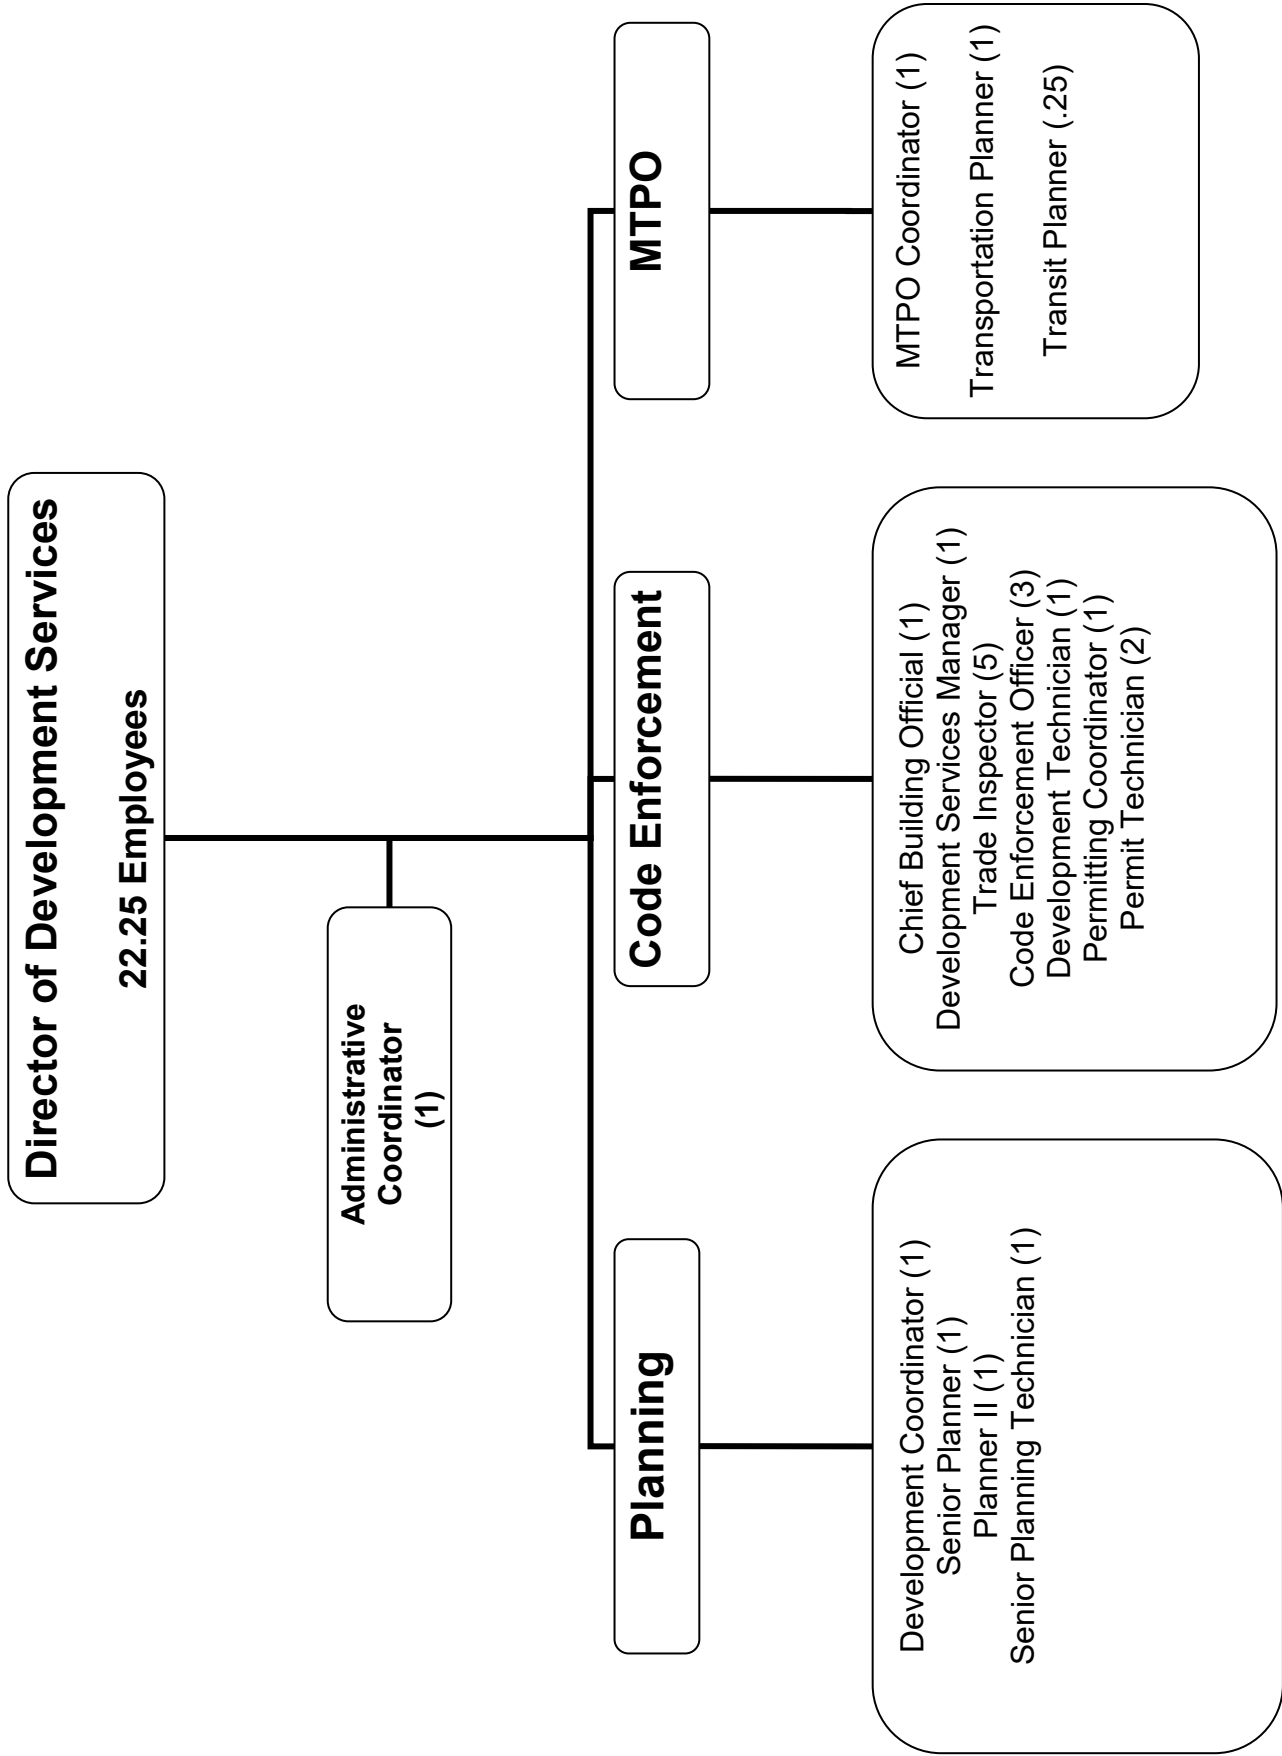 Director of Development Services
22.25 Employees
Administrative
Coordinator
(1)
Planning
Code Enforcement
MTPO
Development Coordinator (1)
Senior Planner (1)
Planner II (1)
Senior Planning Technician (1)
Chief Building Official (1)
Development Services Manager (1)
Trade Inspector (5)
Code Enforcement Officer (3)
Development Technician (1)
Permitting Coordinator (1)
Permit Technician (2)
MTPO Coordinator (1)
Transportation Planner (1)
Transit Planner (.25)